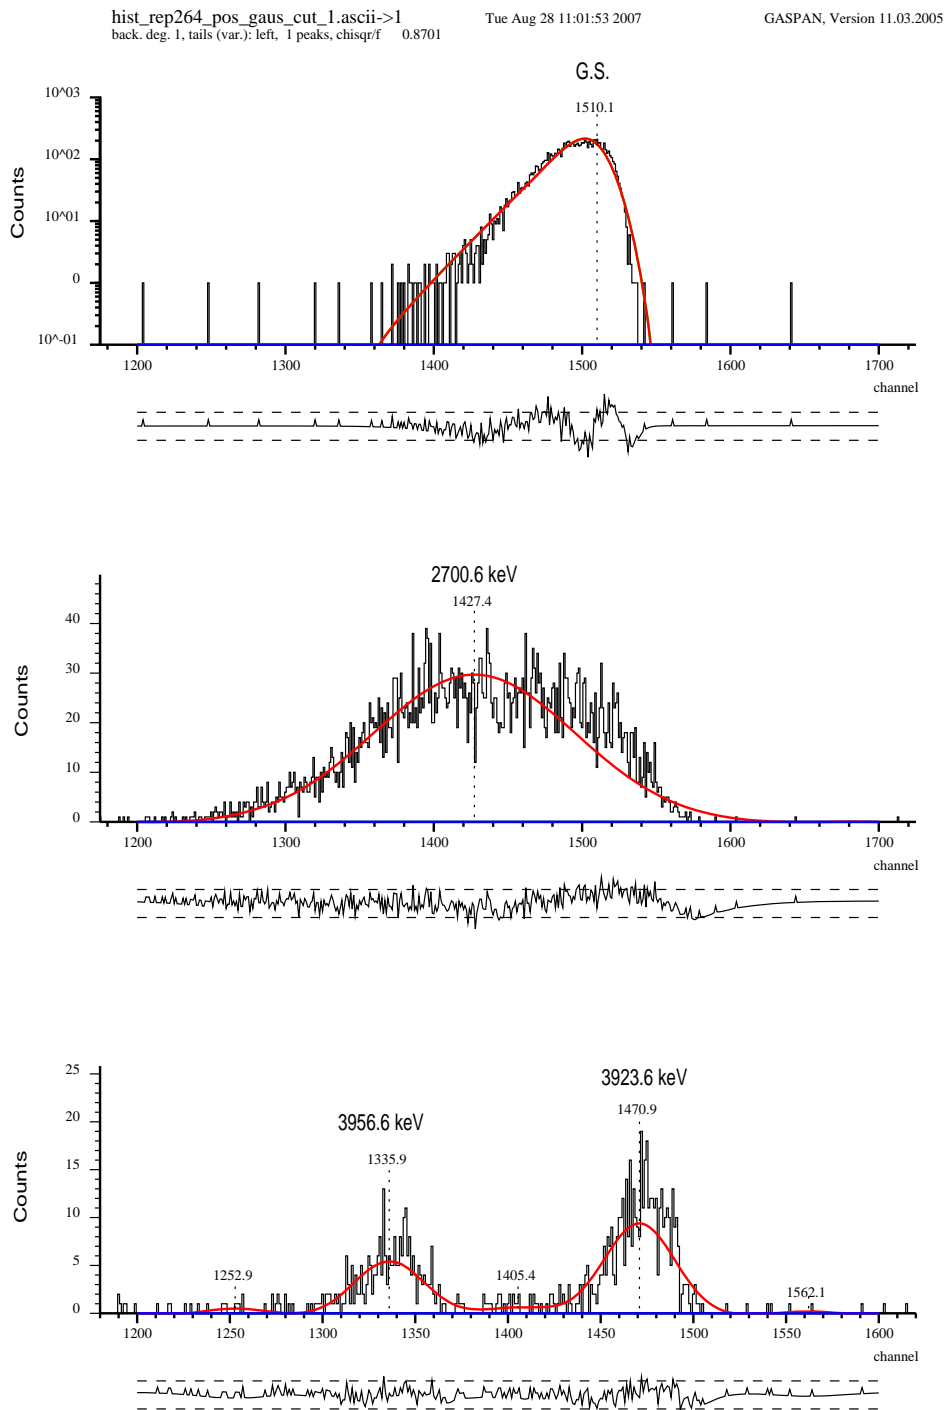 hist_rep264_pos_gaus_cut_1.ascii->1 Tue Aug 28 11:01:53 2007 GASPAN, Version 11.03.2005
back. deg. 1, tails (var.): left, 1 peaks, chisqr/f 0.8701
G.S.
1510.1
10^03
10^02
10^01
0
10^-01
Counts
1200 1300 1400 1500 1600 1700
channel
2700.6 keV
1427.4
40
30
20
10
0
Counts
1200 1300 1400 1500 1600 1700
channel
3923.6 keV
1470.9
3956.6 keV
1335.9
1252.9
1405.4
1562.1
25
20
15
10
5
0
Counts
1200 1250 1300 1350 1400 1450 1500 1550 1600
channel